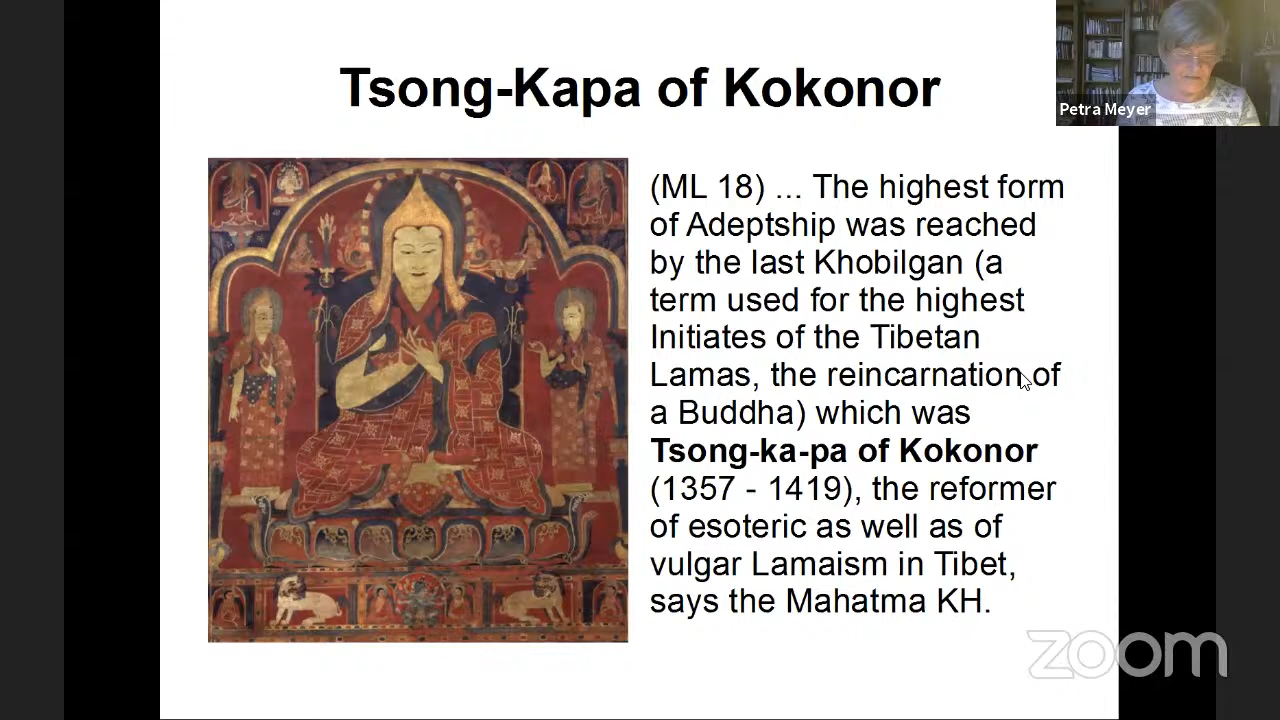 Tsong-Kapa of Kokonor
Petra Meyer
(ML 18) ... The highest form
of Adeptship was reached
by the last Khobilgan (a
term used for the highest
Initiates of the Tibetan
Lamas, the reincarnation of
a Buddha) which was
Tsong-ka-pa of Kokonor
(1357 - 1419), the reformer
of esoteric as well as of
vulgar Lamaism in Tibet,
says the Mahatma KH.
zoom